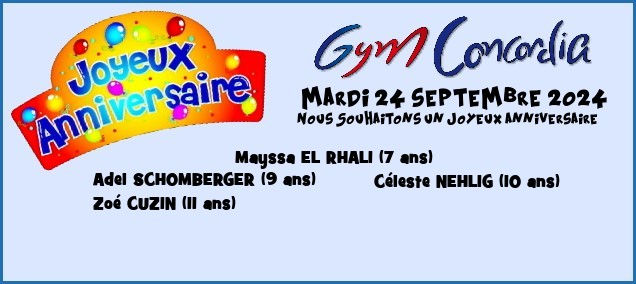 Joyeux
Anniversaire
Gym Concordia
MARDI 24 SEPTEMBRE 2024
NOUS SOUHAITONS UN JOYEUX ANNIVERSAIRE
Mayssa EL RHALI (7 ans)
Adel SCHOMBERGER (9 ans)
Céleste NEHLIG (10 ans)
Zoé CUZIN (11 ans)